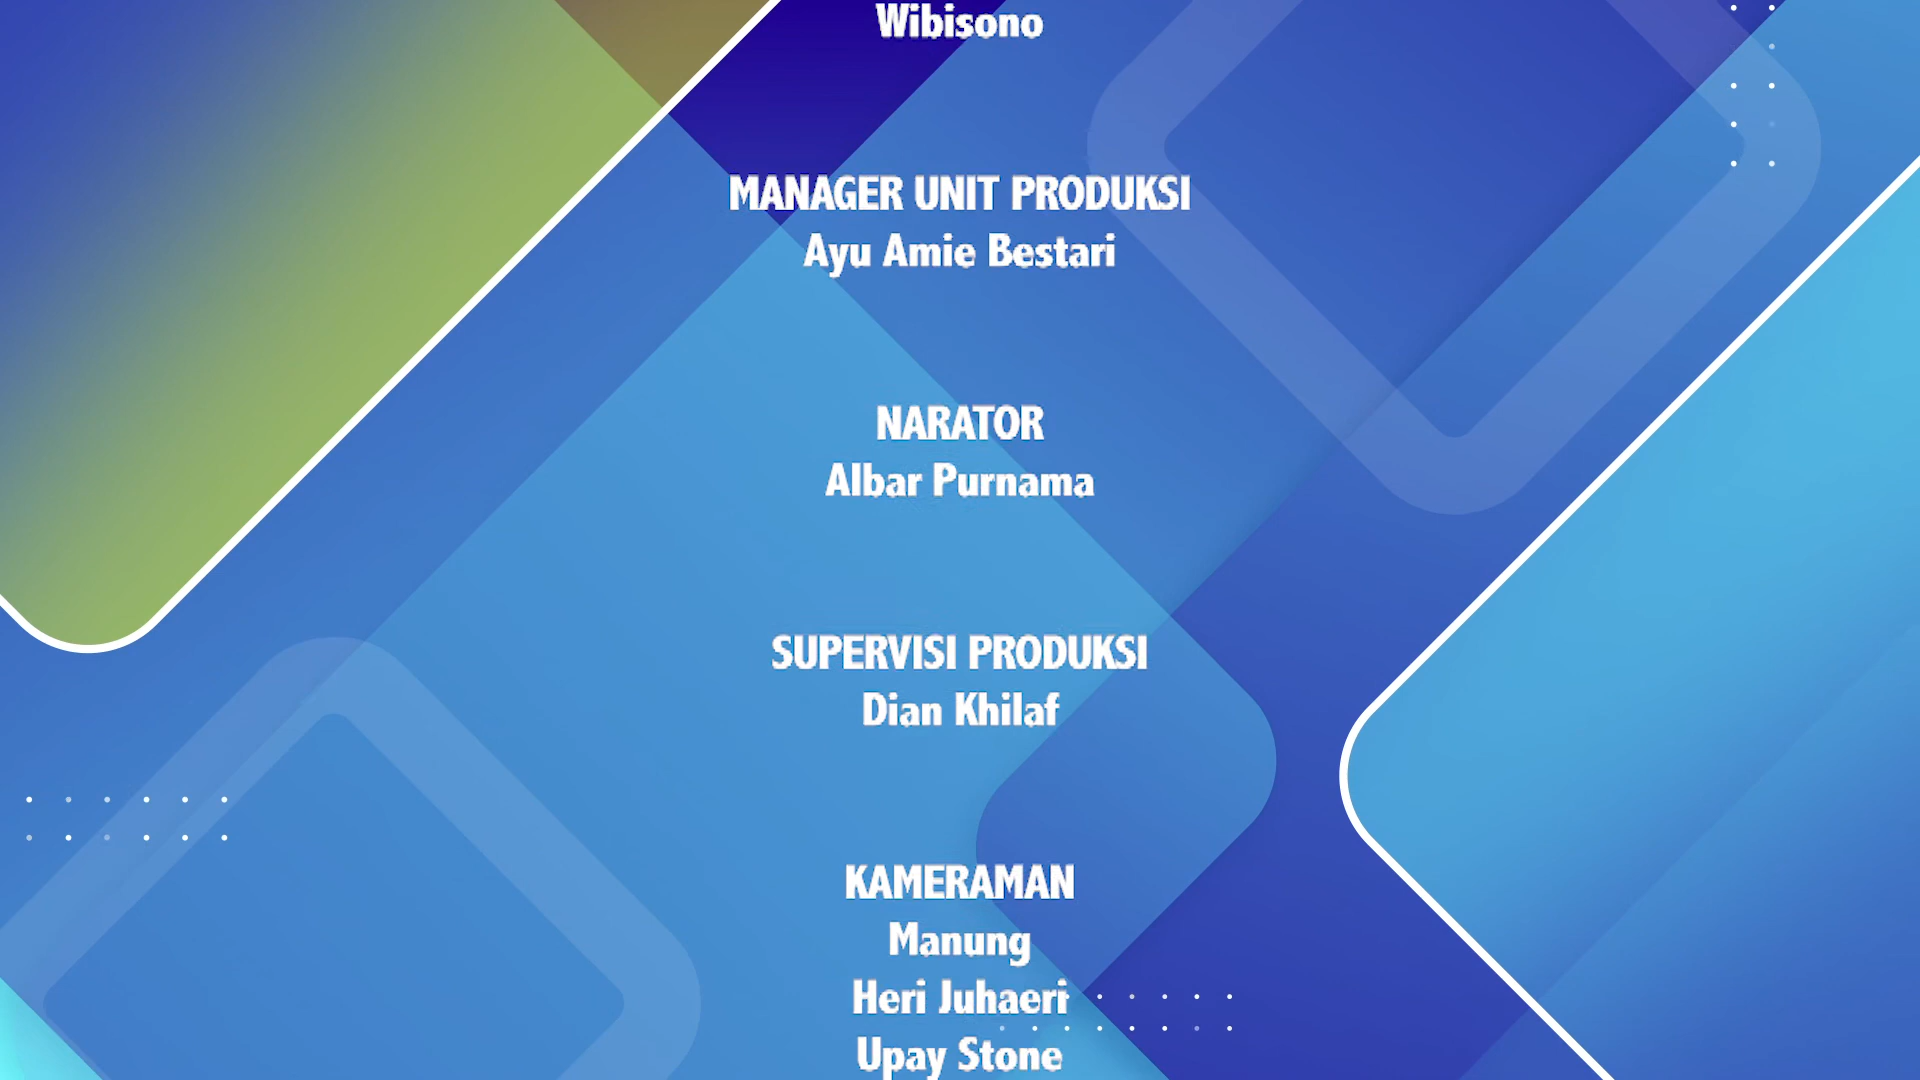 Wibisono
MANAGER UNIT PRODUKSI
Ayu Amie Bestari
NARATOR
Albar Purnama
SUPERVISI PRODUKSI
Dian Khilaf
KAMERAMAN
Manung
Heri Juhaeri
Upay Stone